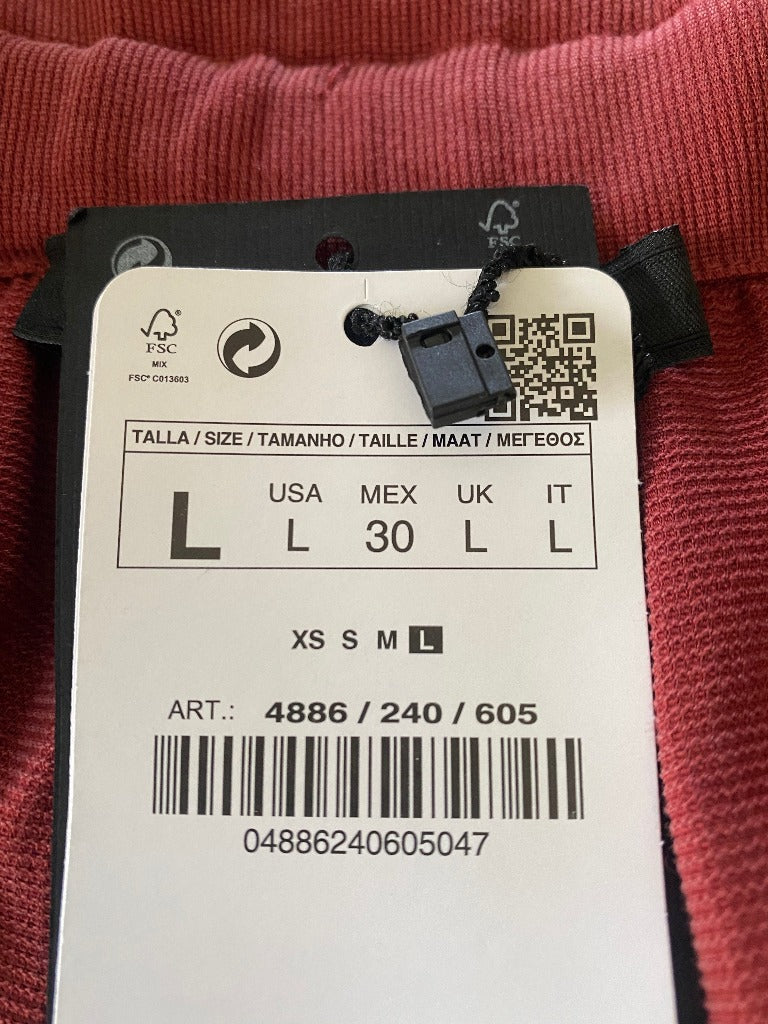 FSC
FSC
MIX
FSC® C013603
TALLA / SIZE / TAMANHO / TAILLE / MAAT / ΜΕΓΕΘΟΣ
L
USA MEX UK IT
L 30 L L
XS S M L
ART.: 4886 / 240 / 605
04886240605047